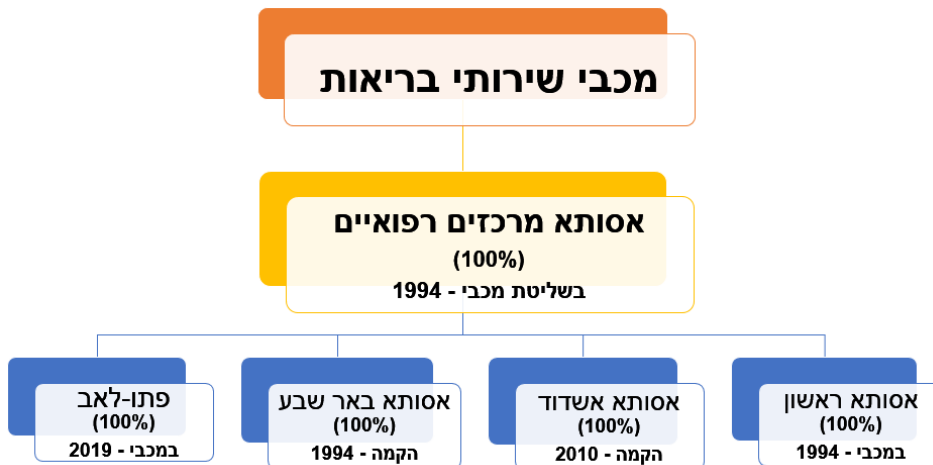 מכבי שירותי בריאות
אסותא מרכזים רפואיים
(100%)
בשליטת מכבי - 1994
אסותא ראשון
(100%)
במכבי - 1994
אסותא אשדוד
(100%)
הקמה - 2010
אסותא באר שבע
(100%)
הקמה - 1994
פתו-לאב
(100%)
במכבי - 2019